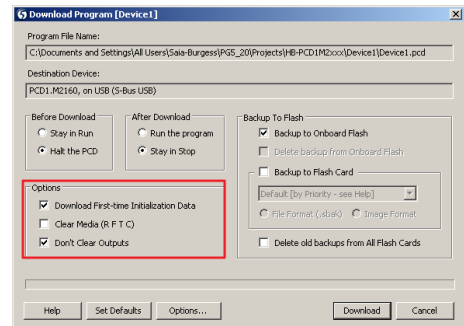 Download Program [Device1]
Program File Name:
C:\Documents and Settings\All Users\Saia-Burgess\PG5_20\Projects\HB-PCD1M2xxx\Device1\Device1.pcd
Destination Device:
PCD1.M2160, on USB (S-Bus USB)
Before Download
Stay in Run
Halt the PCD
After Download
Run the program
Stay in Stop
Options
Download First-time Initialization Data
Clear Media (R F T C)
Don't Clear Outputs
Backup To Flash
Backup to Onboard Flash
Delete backup from Onboard Flash
Backup to Flash Card
Default [by Priority - see Help]
File Format (.sbak)
Image Format
Delete old backups from All Flash Cards
Help
Set Defaults
Options...
Download
Cancel